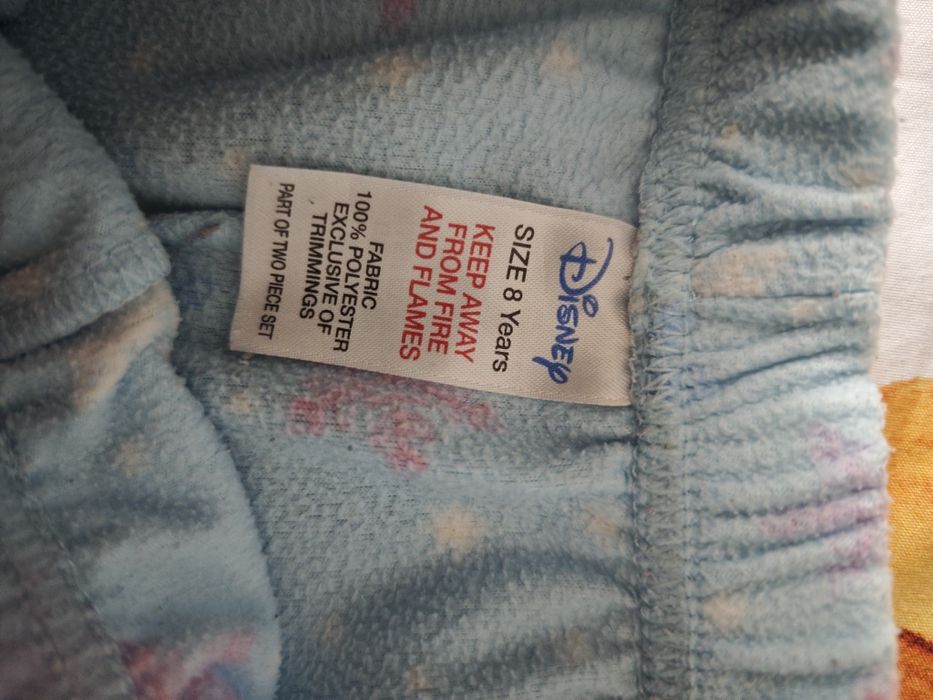 Disney
SIZE 8 Years
KEEP AWAY
FROM FIRE
AND FLAMES
FABRIC
100% POLYESTER
EXCLUSIVE OF
TRIMMINGS
PART OF TWO PIECE SET